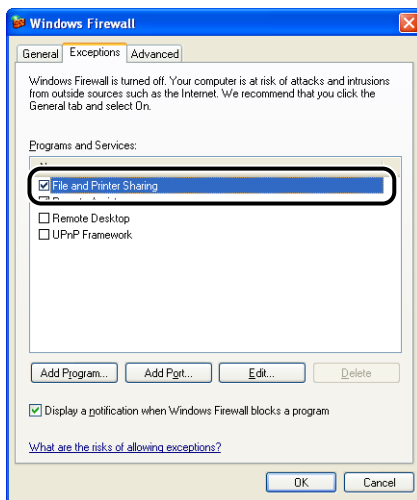 Windows Firewall
General Exceptions Advanced
Windows Firewall is turned off. Your computer is at risk of attacks and intrusions
from outside sources such as the Internet. We recommend that you click the
General tab and select On.
Programs and Services:
File and Printer Sharing
Remote Desktop
UPnP Framework
Add Program... Add Port... Edit... Delete
Display a notification when Windows Firewall blocks a program
What are the risks of allowing exceptions?
OK Cancel